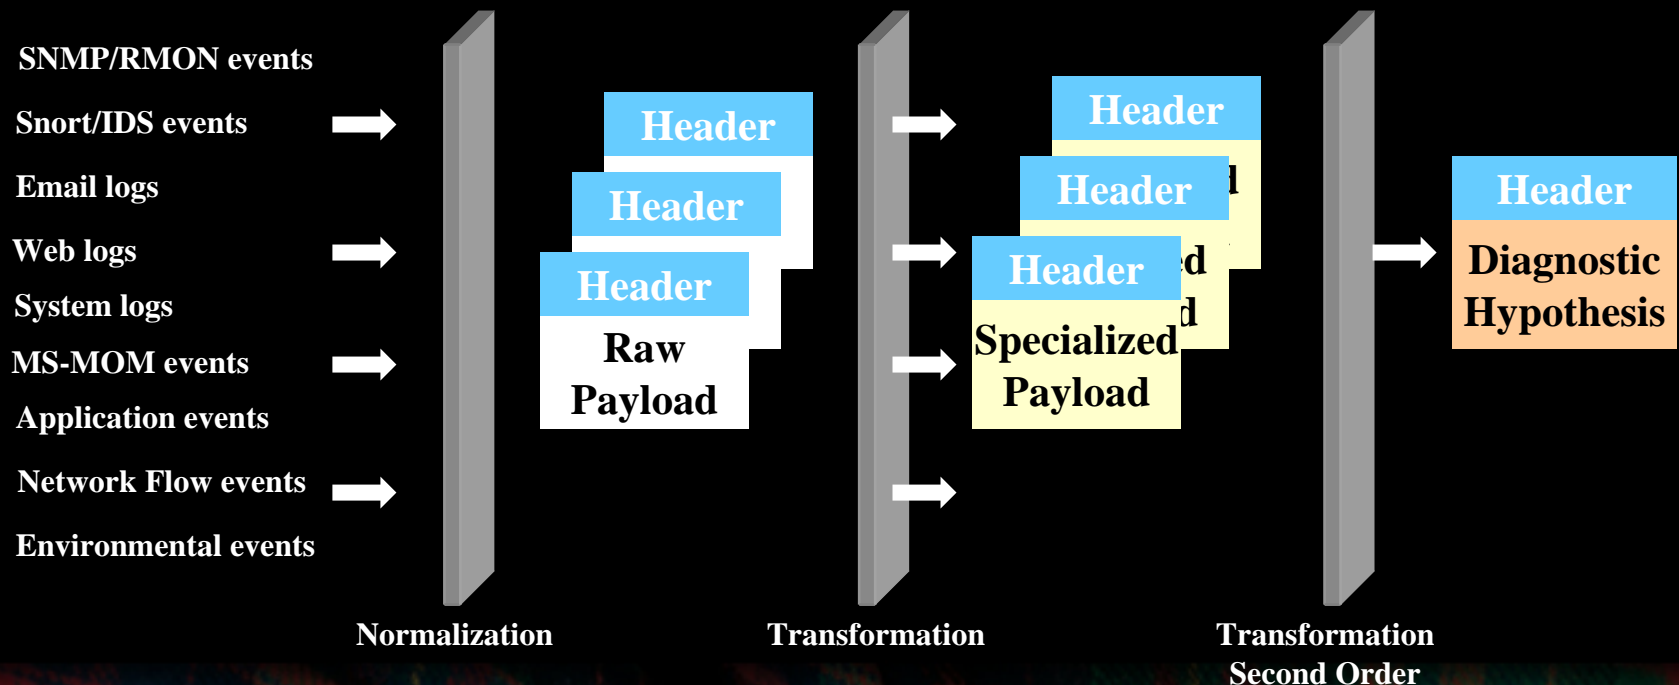 SNMP/RMON events
Snort/IDS events
Email logs
Web logs
System logs
MS-MOM events
Application events
Network Flow events
Environmental events
Header
Header
Header
Raw
Payload
Header
Header
Header
Specialized
Payload
Header
Diagnostic
Hypothesis
Normalization
Transformation
Transformation
Second Order